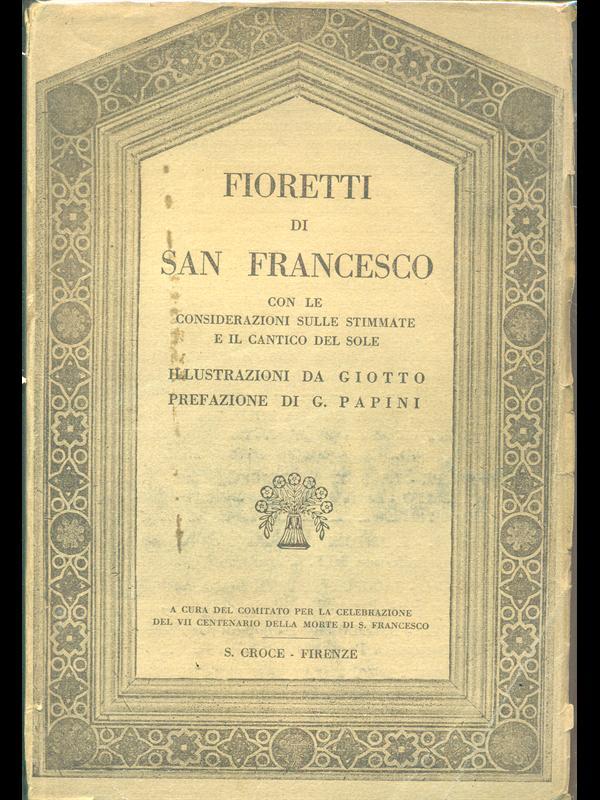 FIORETTI
DI
SAN FRANCESCO
CON LE
CONSIDERAZIONI SULLE STIMMATE
E IL CANTICO DEL SOLE
ILLUSTRAZIONI DA GIOTTO
PREFAZIONE DI G. PAPINI
A CURA DEL COMITATO PER LA CELEBRAZIONE
DEL VII CENTENARIO DELLA MORTE DI S. FRANCESCO
S. CROCE - FIRENZE